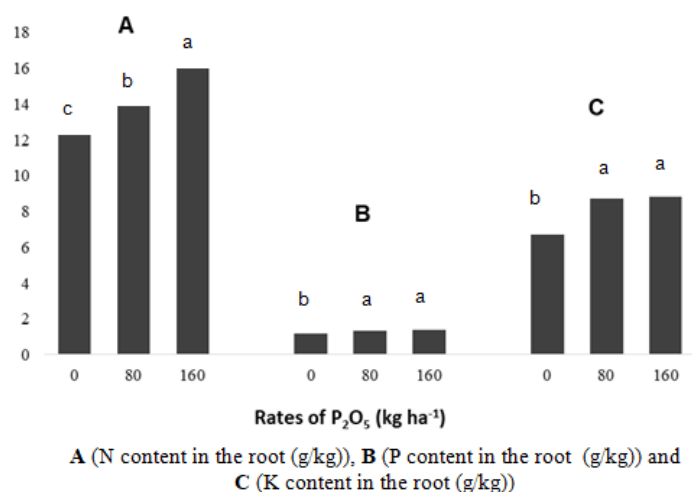 18
16
14
12
10
8
6
4
2
0
A
c
b
a
B
b
a
a
C
b
a
a
0 80 160 0 80 160 0 80 160
Rates of P₂O₅ (kg ha⁻¹)
A (N content in the root (g/kg)), B (P content in the root (g/kg)) and
C (K content in the root (g/kg))